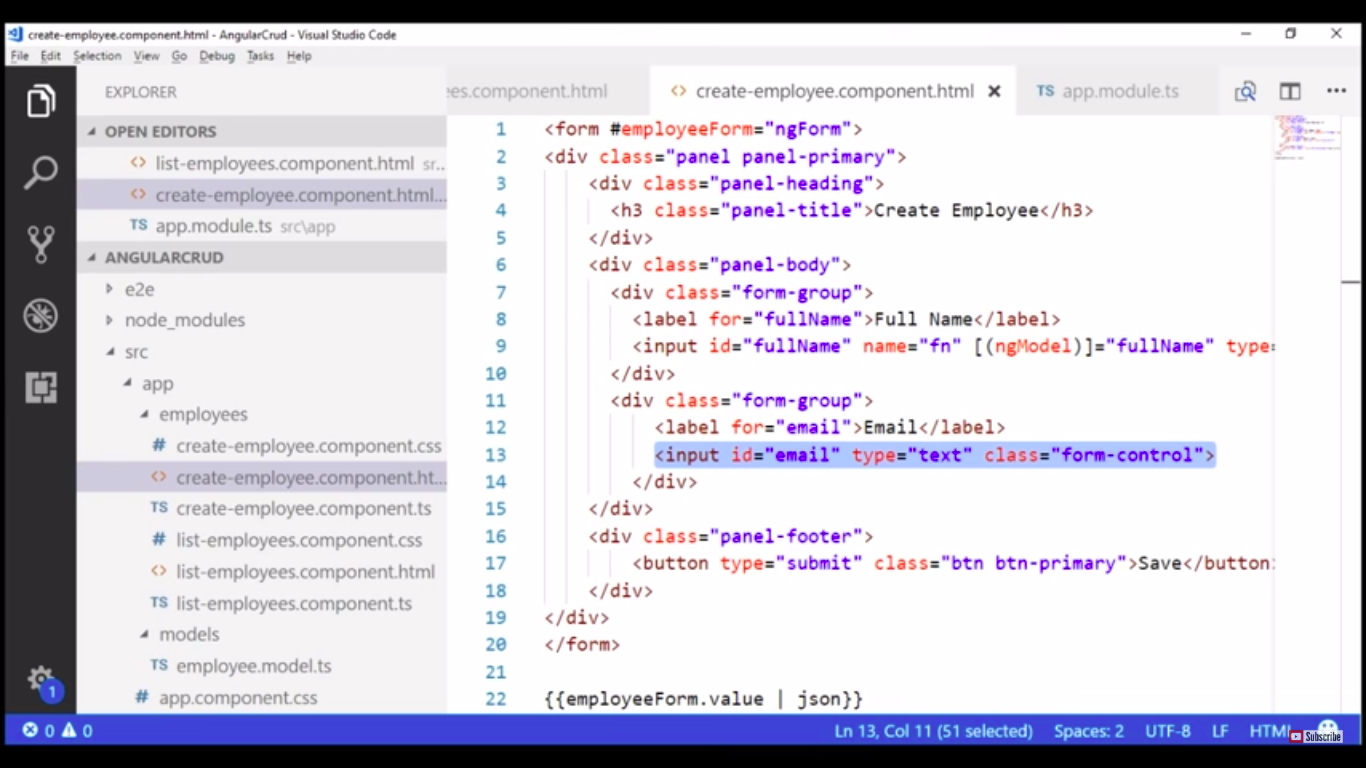 create-employee.component.html - AngularCrud - Visual Studio Code
File Edit Selection View Go Debug Tasks Help
EXPLORER
es.component.html
create-employee.component.html
TS app.module.ts
OPEN EDITORS
list-employees.component.html sr...
create-employee.component.html...
TS app.module.ts src\app
ANGULARCRUD
e2e
node_modules
src
app
employees
# create-employee.component.css
create-employee.component.ht...
TS create-employee.component.ts
# list-employees.component.css
list-employees.component.html
TS list-employees.component.ts
models
TS employee.model.ts
# app.component.css
1
1 <form #employeeForm="ngForm">
2 <div class="panel panel-primary">
3 <div class="panel-heading">
4 <h3 class="panel-title">Create Employee</h3>
5 </div>
6 <div class="panel-body">
7 <div class="form-group">
8 <label for="fullName">Full Name</label>
9 <input id="fullName" name="fn" [(ngModel)]="fullName" type=
10 </div>
11 <div class="form-group">
12 <label for="email">Email</label>
13 <input id="email" type="text" class="form-control">
14 </div>
15 </div>
16 <div class="panel-footer">
17 <button type="submit" class="btn btn-primary">Save</button>
18 </div>
19 </div>
20 </form>
21
22 {{employeeForm.value | json}}
0 0
Ln 13, Col 11 (51 selected) Spaces: 2 UTF-8 LF HTML
Subscribe